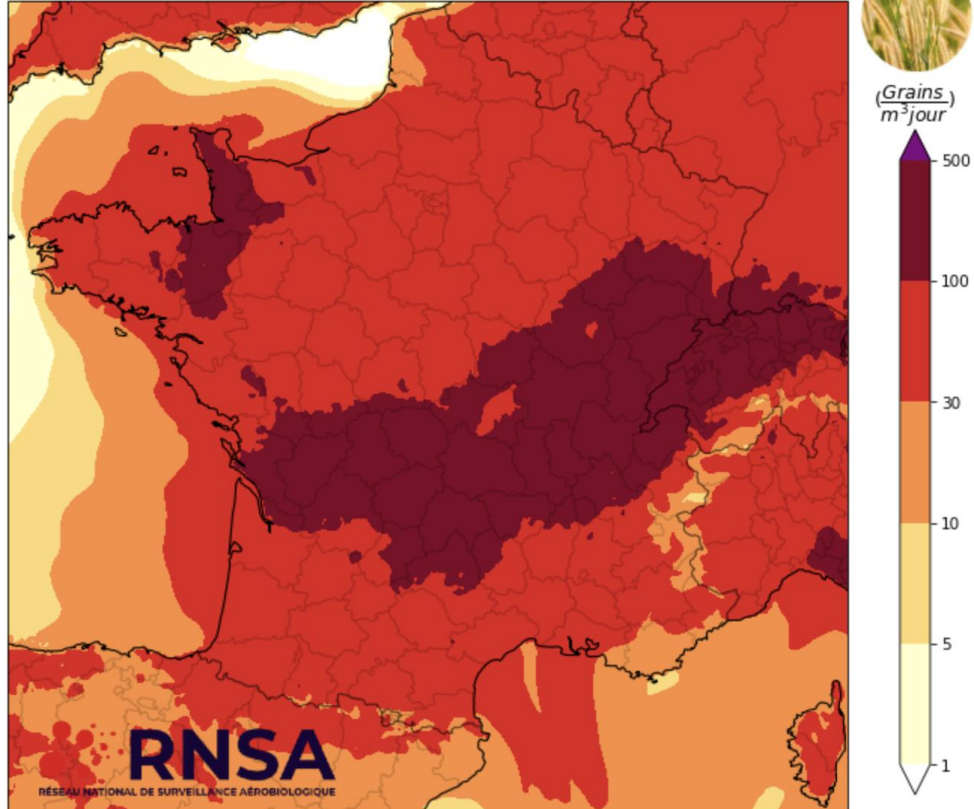 (Grains
m³jour)
500
100
30
10
5
1
RNSA
RÉSEAU NATIONAL DE SURVEILLANCE AÉROBIOLOGIQUE